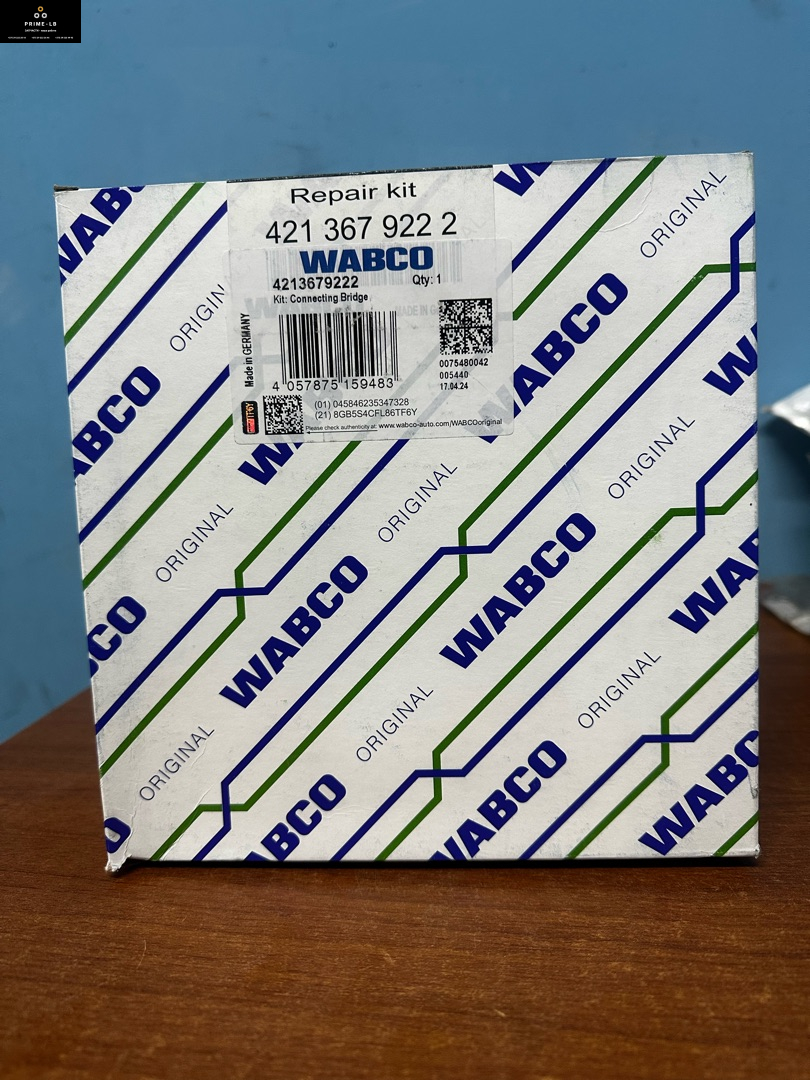 PRIME-LB
Repair kit
421 367 922 2
WABCO
4213679222
Qty: 1
Kit: Connecting Bridge
Made in GERMANY
4 057875 159483
0075480042
005440
17.04.24
(01) 045846235347328
(21) 8GB5S4CFL86TF6Y
Please check authenticity at: www.wabco-auto.com/WABCOoriginal
WABCO
ORIGINAL
WABCO
ORIGINAL
WABCO
ORIGINAL
ORIGINAL
ORIGINAL
WABCO
WABCO
WABCO
ORIGINAL
ORIGINAL
ORIGINAL
WABCO
WABCO
WABCO